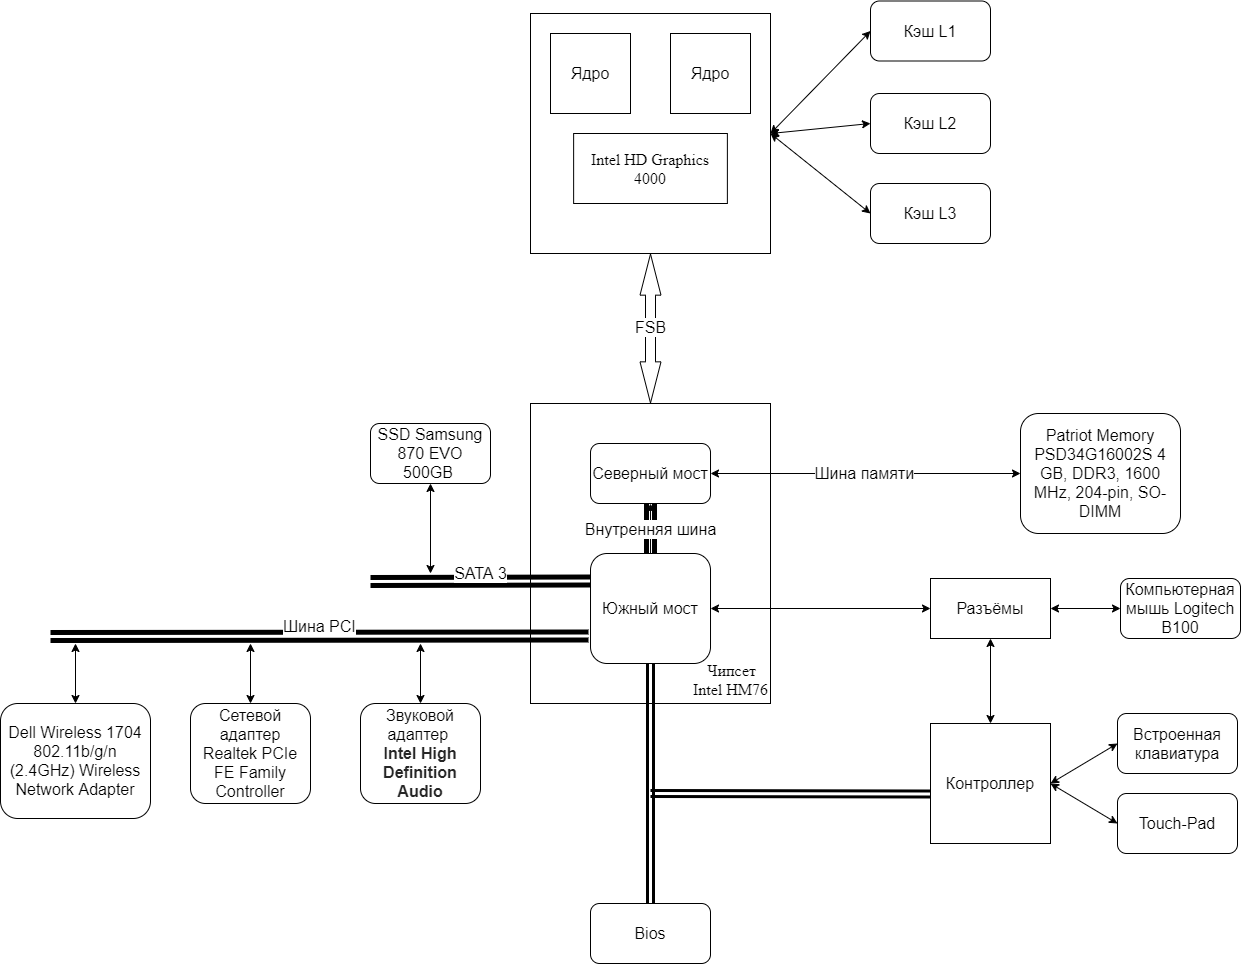 Кэш L1
Ядро
Ядро
Кэш L2
Intel HD Graphics
4000
Кэш L3
FSB
SSD Samsung
870 EVO
500GB
Северный мост
Шина памяти
Patriot Memory
PSD34G16002S 4
GB, DDR3, 1600
MHz, 204-pin, SO-
DIMM
Внутренняя шина
SATA 3
Южный мост
Разъёмы
Компьютерная
мышь Logitech
B100
Шина PCI
Чипсет
Intel HM76
Dell Wireless 1704
802.11b/g/n
(2.4GHz) Wireless
Network Adapter
Сетевой
адаптер
Realtek PCIe
FE Family
Controller
Звуковой
адаптер
Intel High
Definition
Audio
Контроллер
Встроенная
клавиатура
Touch-Pad
Bios